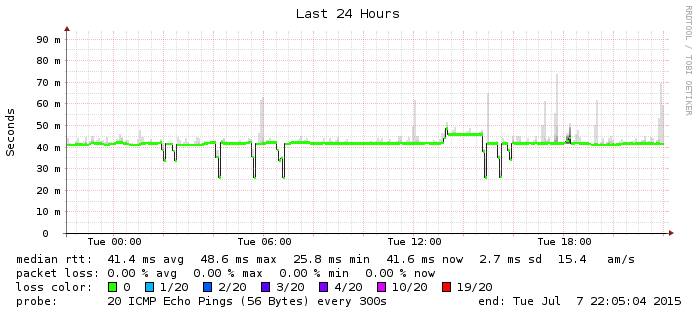 Last 24 Hours
RRDTOOL / TOBI OETIKER
Seconds
90 m
80 m
70 m
60 m
50 m
40 m
30 m
20 m
10 m
0
Tue 00:00 Tue 06:00 Tue 12:00 Tue 18:00
median rtt: 41.4 ms avg 48.6 ms max 25.8 ms min 41.6 ms now 2.7 ms sd 15.4 am/s
packet loss: 0.00 % avg 0.00 % max 0.00 % min 0.00 % now
loss color: 0 1/20 2/20 3/20 4/20 10/20 19/20
probe: 20 ICMP Echo Pings (56 Bytes) every 300s end: Tue Jul 7 22:05:04 2015